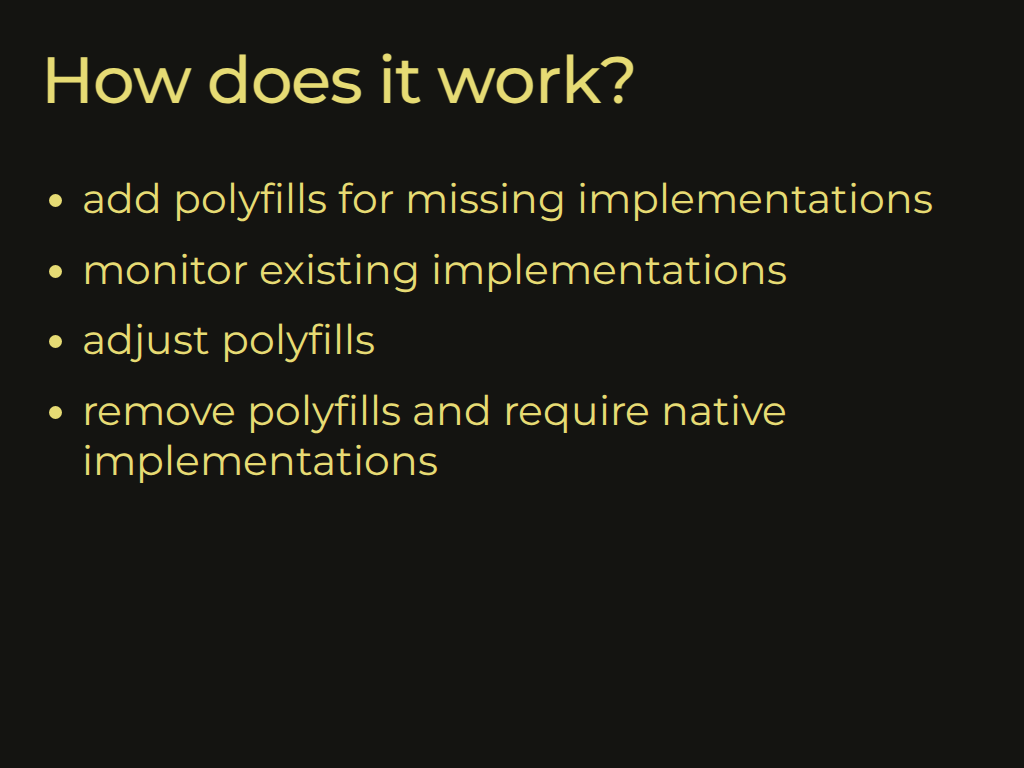 How does it work?
• add polyfills for missing implementations
• monitor existing implementations
• adjust polyfills
• remove polyfills and require native
implementations